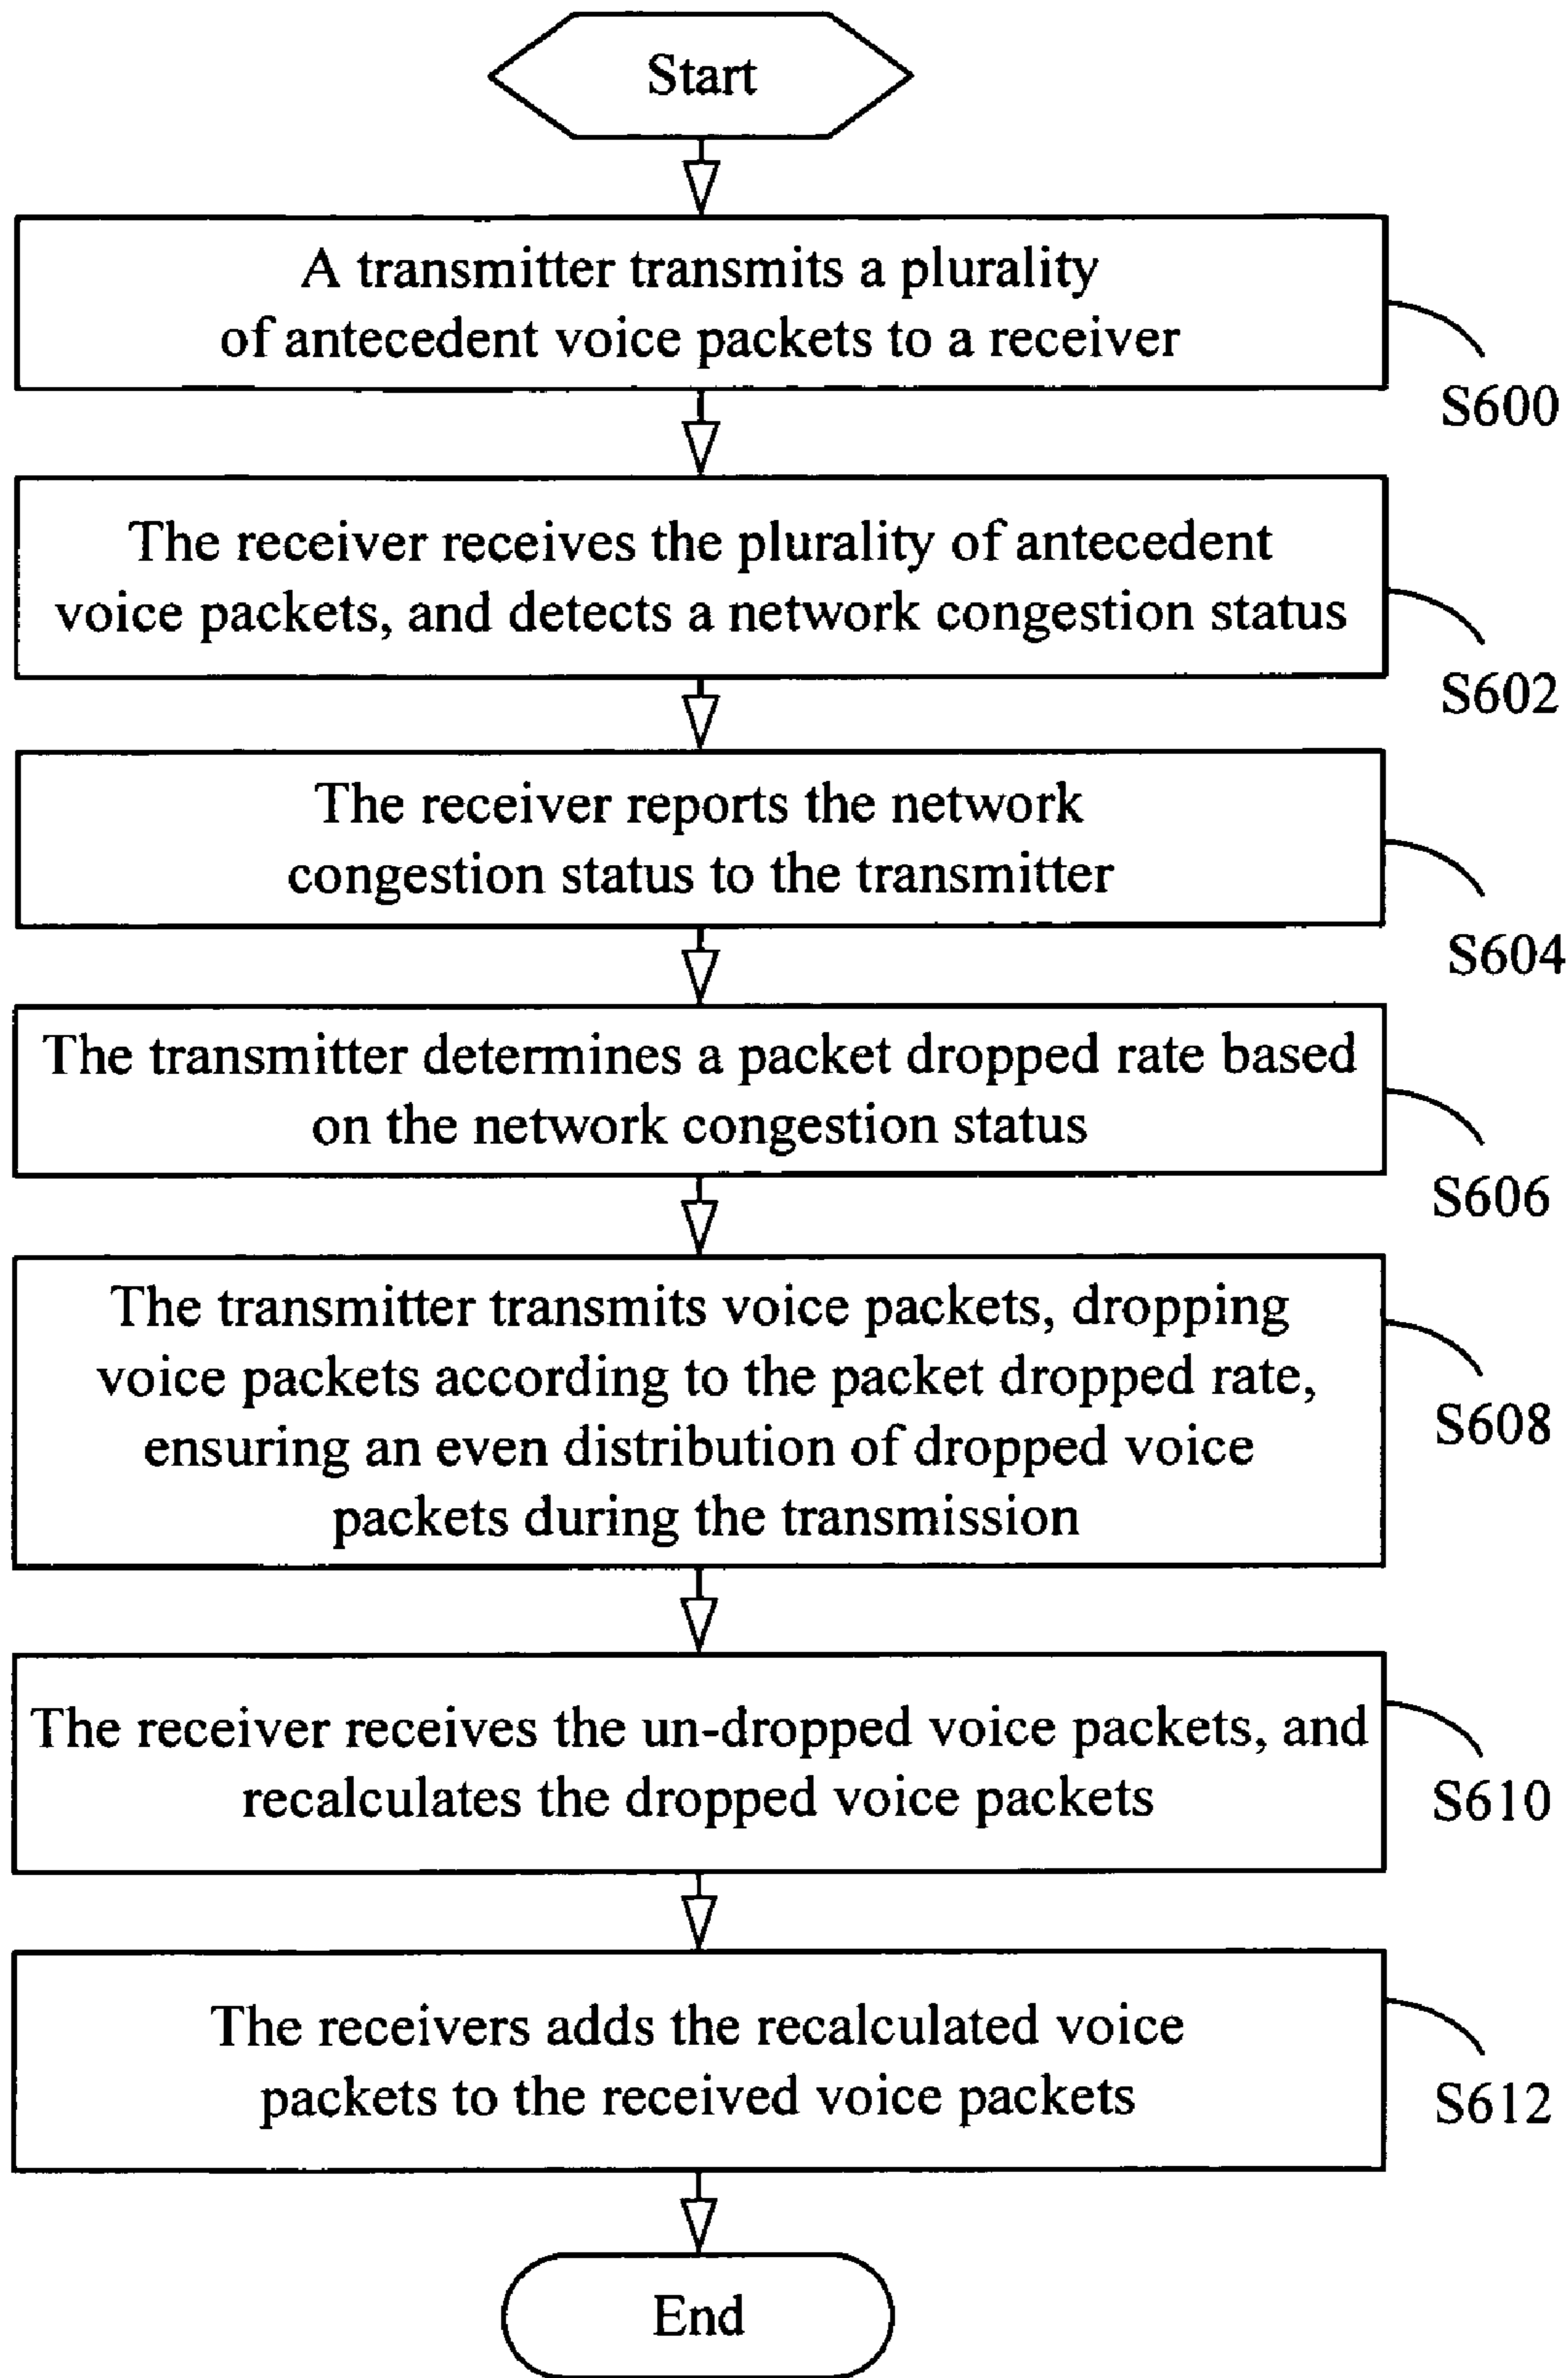 Start
A transmitter transmits a plurality
of antecedent voice packets to a receiver
S600
The receiver receives the plurality of antecedent
voice packets, and detects a network congestion status
S602
The receiver reports the network
congestion status to the transmitter
S604
The transmitter determines a packet dropped rate based
on the network congestion status
S606
The transmitter transmits voice packets, dropping
voice packets according to the packet dropped rate,
ensuring an even distribution of dropped voice
packets during the transmission
S608
The receiver receives the un-dropped voice packets, and
recalculates the dropped voice packets
S610
The receivers adds the recalculated voice
packets to the received voice packets
S612
End